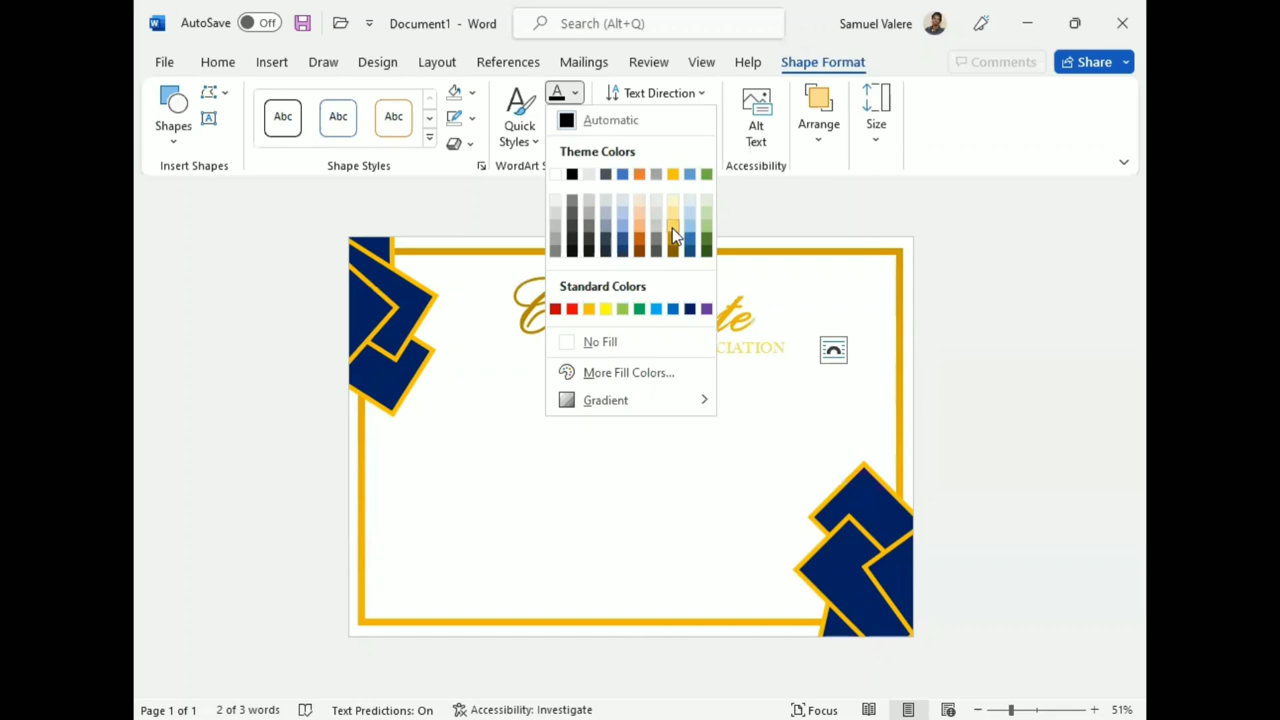 AutoSave Off Document1 - Word Search (Alt+Q) Samuel Valere
File Home Insert Draw Design Layout References Mailings Review View Help Shape Format Comments Share
Shapes
Insert Shapes
Abc Abc Abc
Shape Styles
Quick
Styles
WordArt S
A
Text Direction
Alt
Text
Accessibility
Arrange
Size
Automatic
Theme Colors
Standard Colors
No Fill
More Fill Colors...
Gradient
C
te
CIATION
Page 1 of 1 2 of 3 words Text Predictions: On Accessibility: Investigate Focus 51%